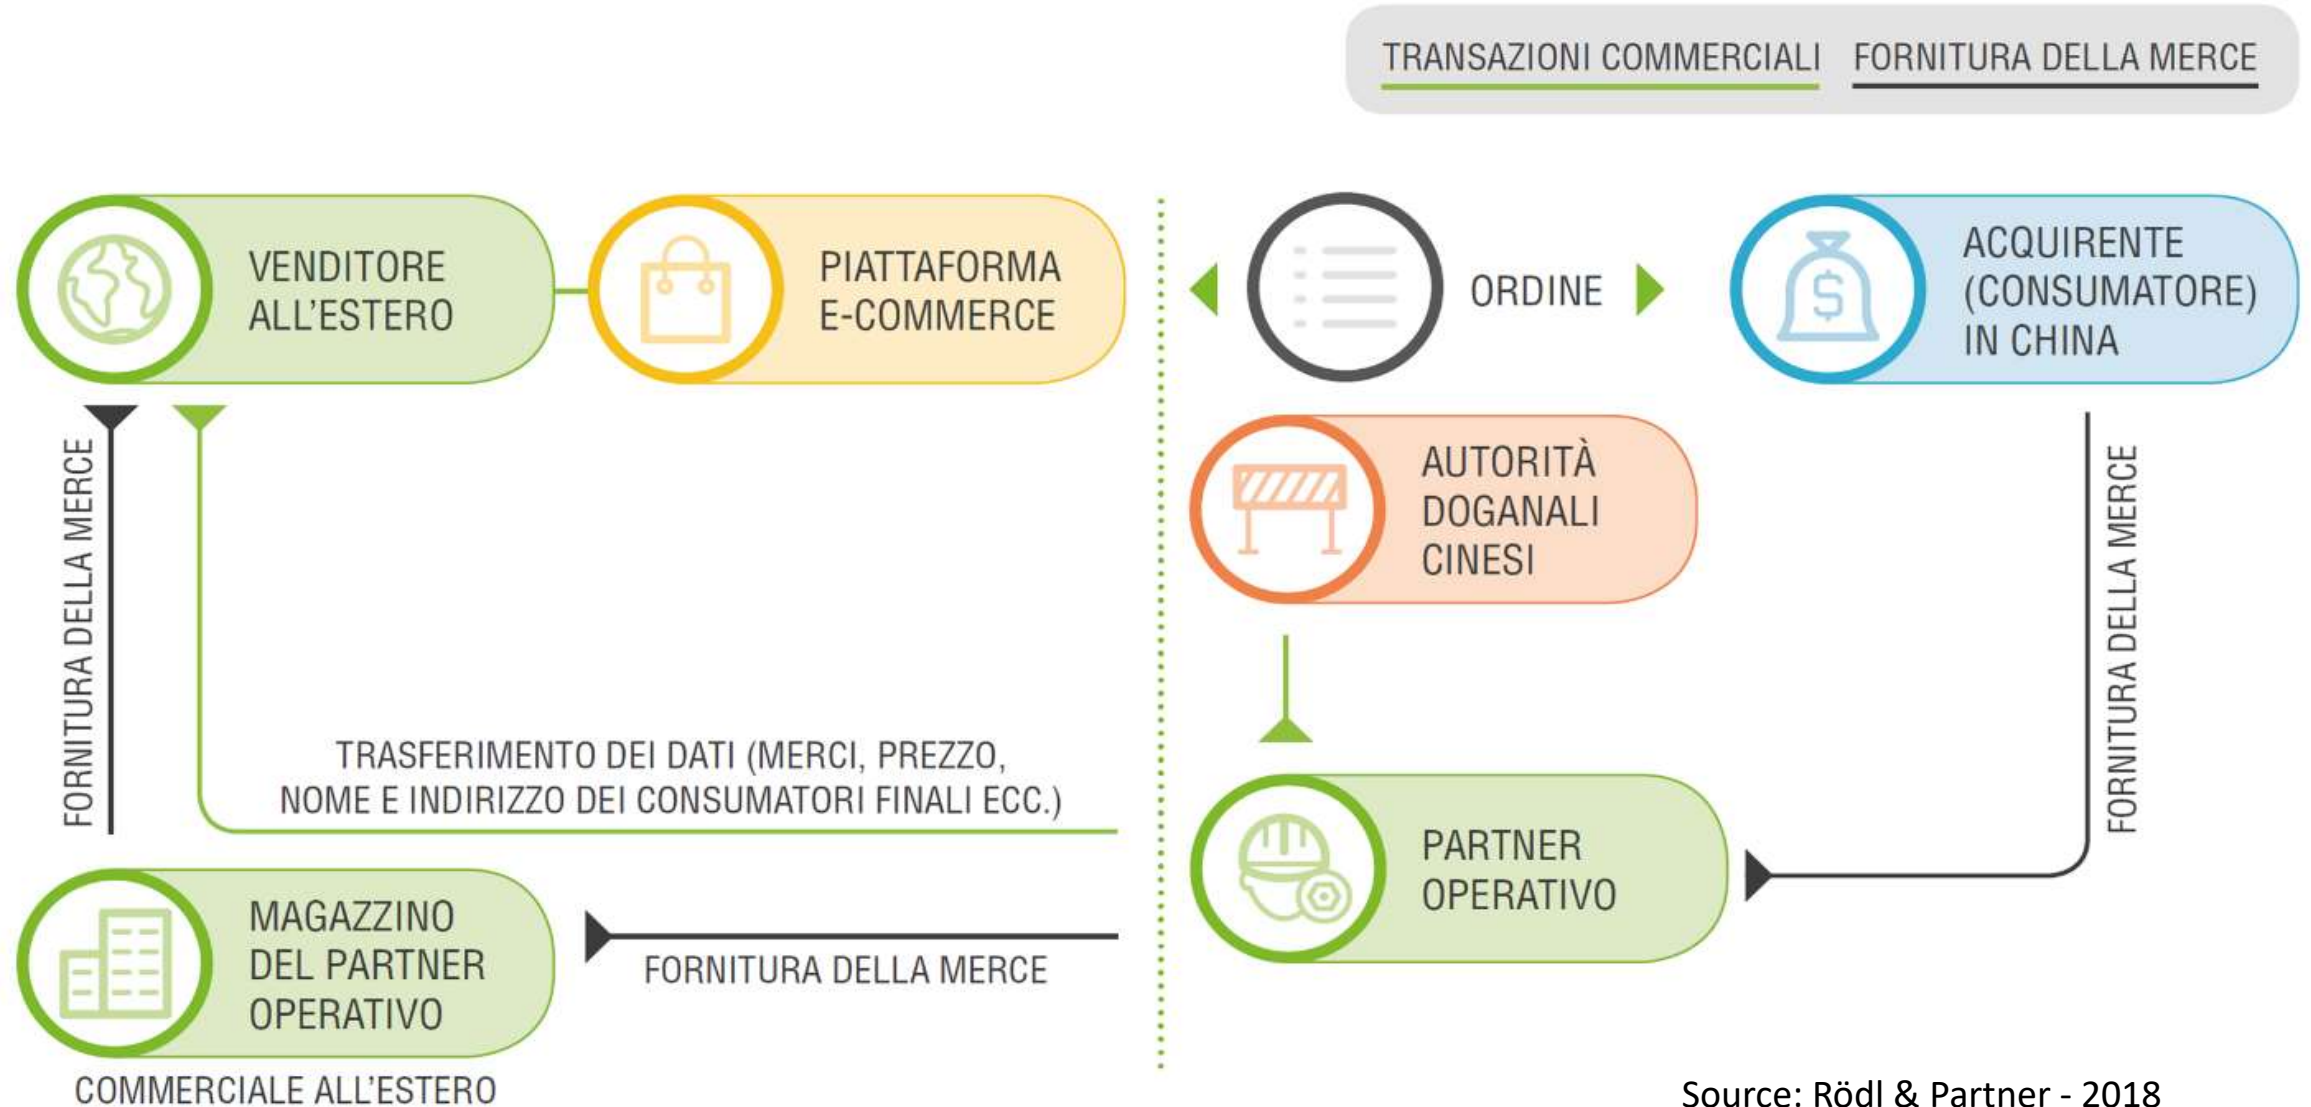 TRANSAZIONI COMMERCIALI FORNITURA DELLA MERCE
VENDITORE
ALL'ESTERO
PIATTAFORMA
E-COMMERCE
ORDINE
ACQUIRENTE
(CONSUMATORE)
IN CHINA
AUTORITÀ
DOGANALI
CINESI
FORNITURA DELLA MERCE
FORNITURA DELLA MERCE
TRASFERIMENTO DEI DATI (MERCI, PREZZO,
NOME E INDIRIZZO DEI CONSUMATORI FINALI ECC.)
PARTNER
OPERATIVO
MAGAZZINO
DEL PARTNER
OPERATIVO
COMMERCIALE ALL'ESTERO
FORNITURA DELLA MERCE
Source: Rödl & Partner - 2018